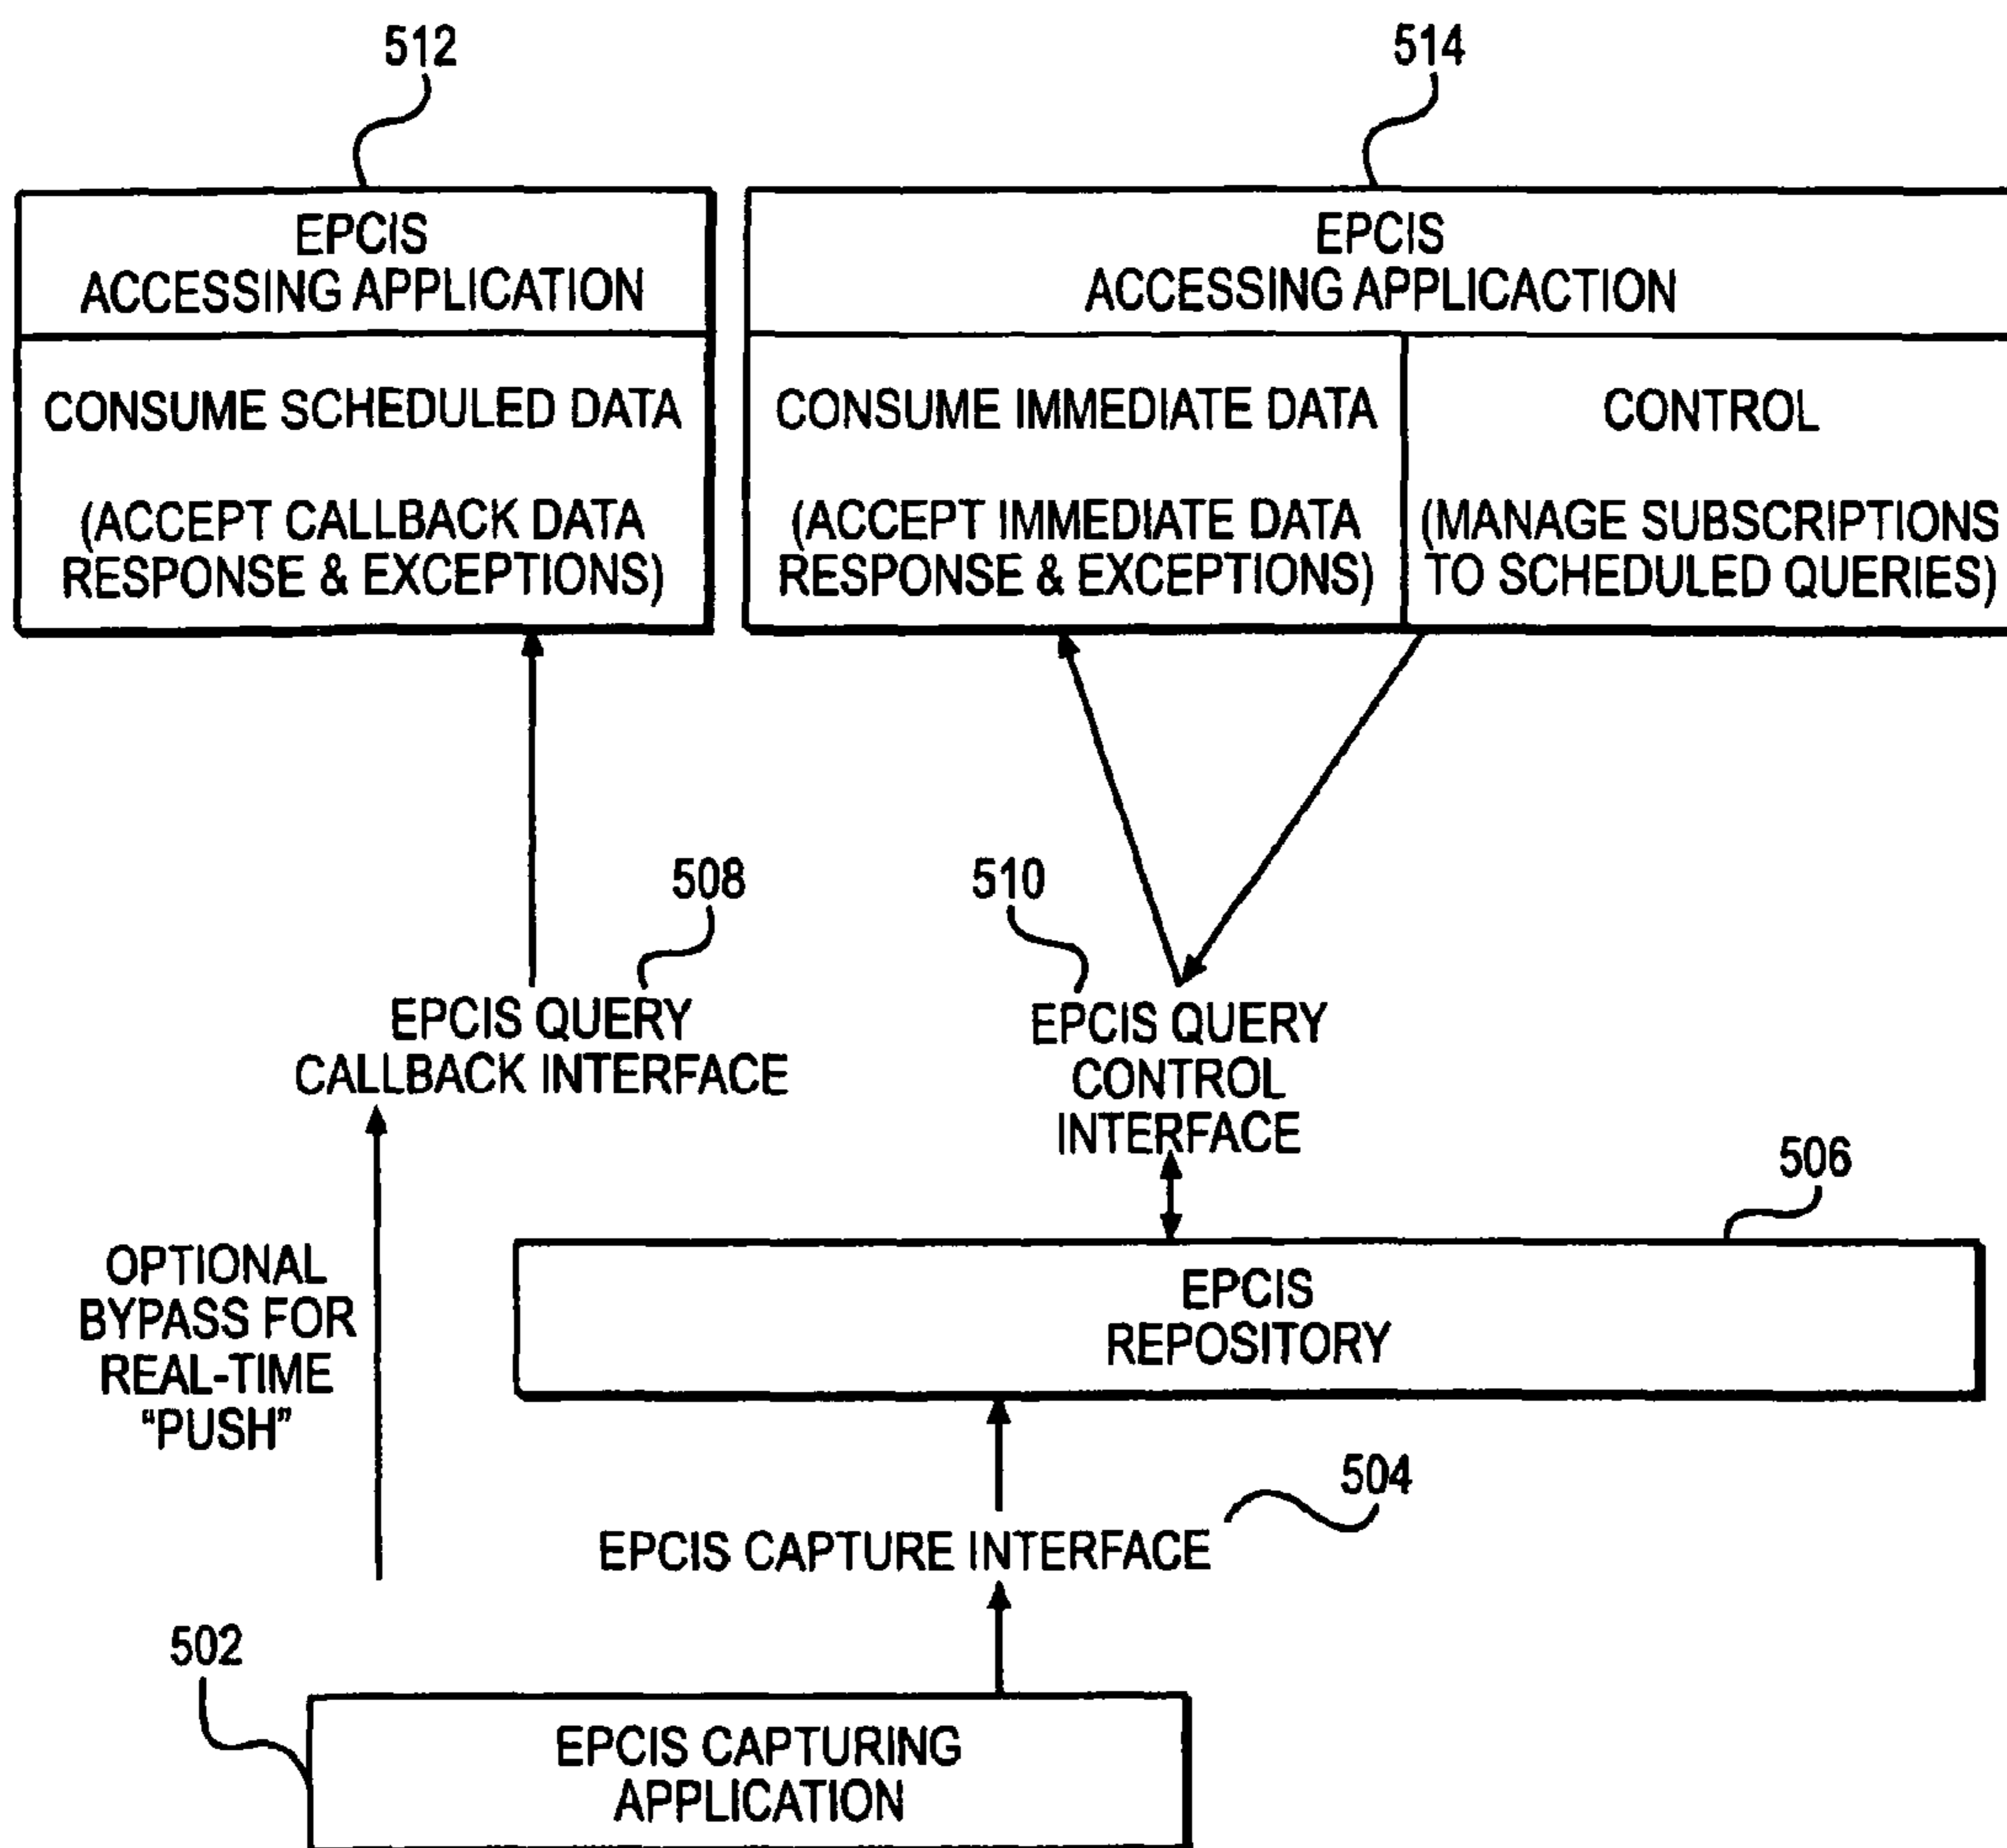 512
514
EPCIS
ACCESSING APPLICATION
EPCIS
ACCESSING APPLICACTION
CONSUME SCHEDULED DATA
(ACCEPT CALLBACK DATA
RESPONSE & EXCEPTIONS)
CONSUME IMMEDIATE DATA
(ACCEPT IMMEDIATE DATA
RESPONSE & EXCEPTIONS)
CONTROL
(MANAGE SUBSCRIPTIONS
TO SCHEDULED QUERIES)
508
510
EPCIS QUERY
CALLBACK INTERFACE
EPCIS QUERY
CONTROL
INTERFACE
506
OPTIONAL
BYPASS FOR
REAL-TIME
“PUSH”
EPCIS
REPOSITORY
504
EPCIS CAPTURE INTERFACE
502
EPCIS CAPTURING
APPLICATION